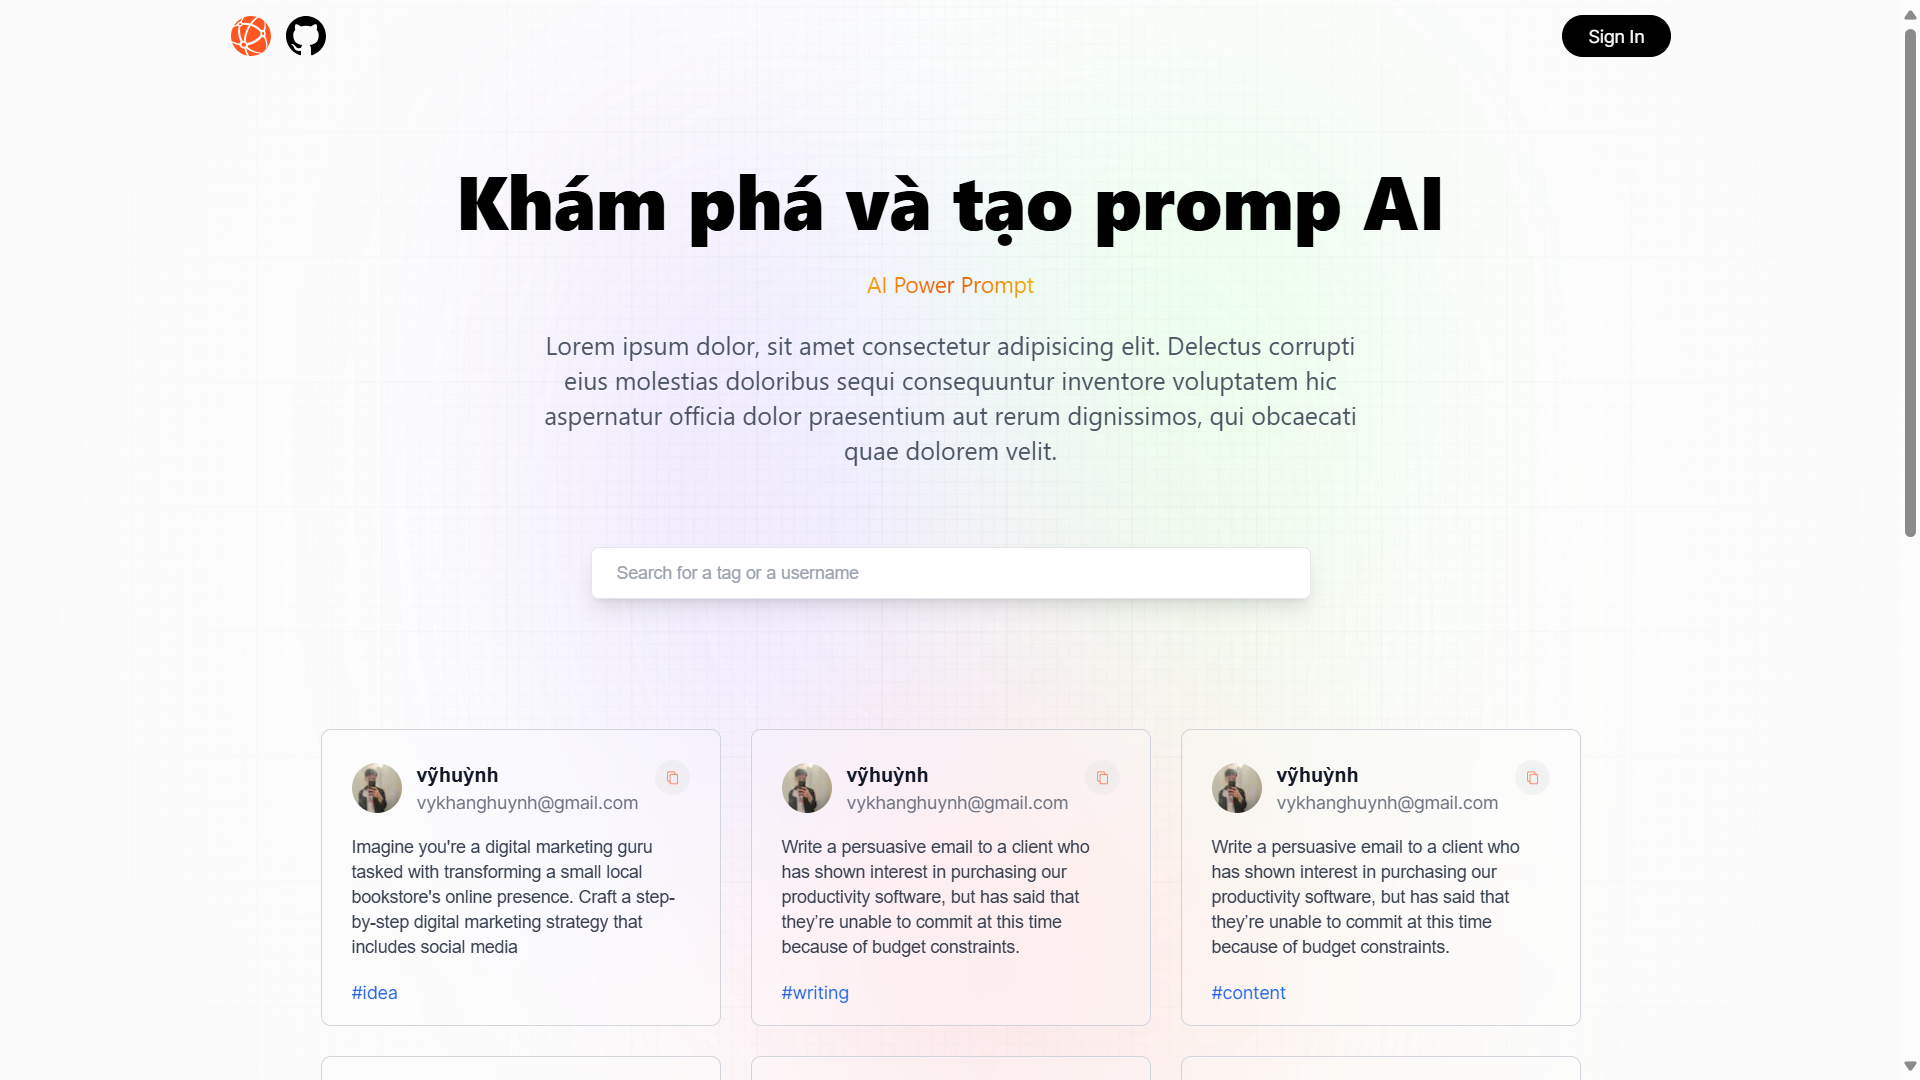 Sign In
Khám phá và tạo promp AI
AI Power Prompt
Lorem ipsum dolor, sit amet consectetur adipisicing elit. Delectus corrupti
eius molestias doloribus sequi consequuntur inventore voluptatem hic
aspernatur officia dolor praesentium aut rerum dignissimos, qui obcaecati
quae dolorem velit.
Search for a tag or a username
vỹhuỳnh
vykhanghuynh@gmail.com
Imagine you're a digital marketing guru
tasked with transforming a small local
bookstore's online presence. Craft a step-
by-step digital marketing strategy that
includes social media
#idea
vỹhuỳnh
vykhanghuynh@gmail.com
Write a persuasive email to a client who
has shown interest in purchasing our
productivity software, but has said that
they’re unable to commit at this time
because of budget constraints.
#writing
vỹhuỳnh
vykhanghuynh@gmail.com
Write a persuasive email to a client who
has shown interest in purchasing our
productivity software, but has said that
they’re unable to commit at this time
because of budget constraints.
#content